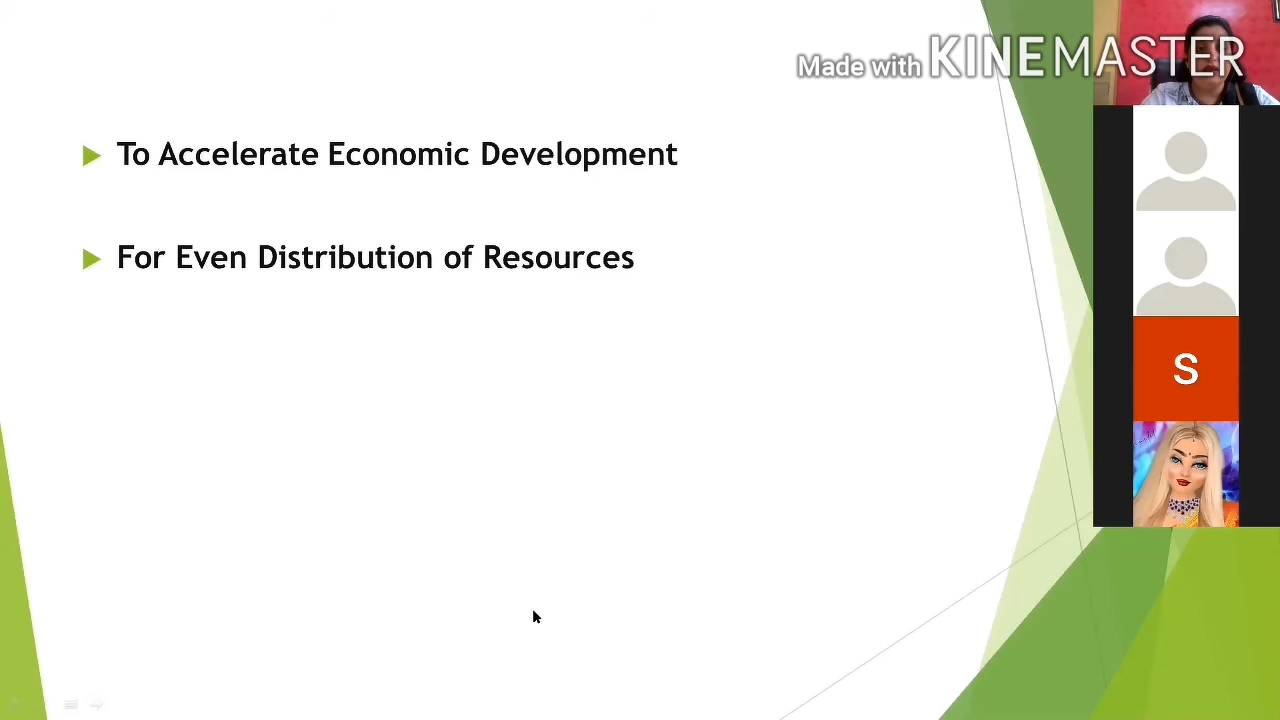 Made with KINEMASTER
To Accelerate Economic Development
For Even Distribution of Resources
S